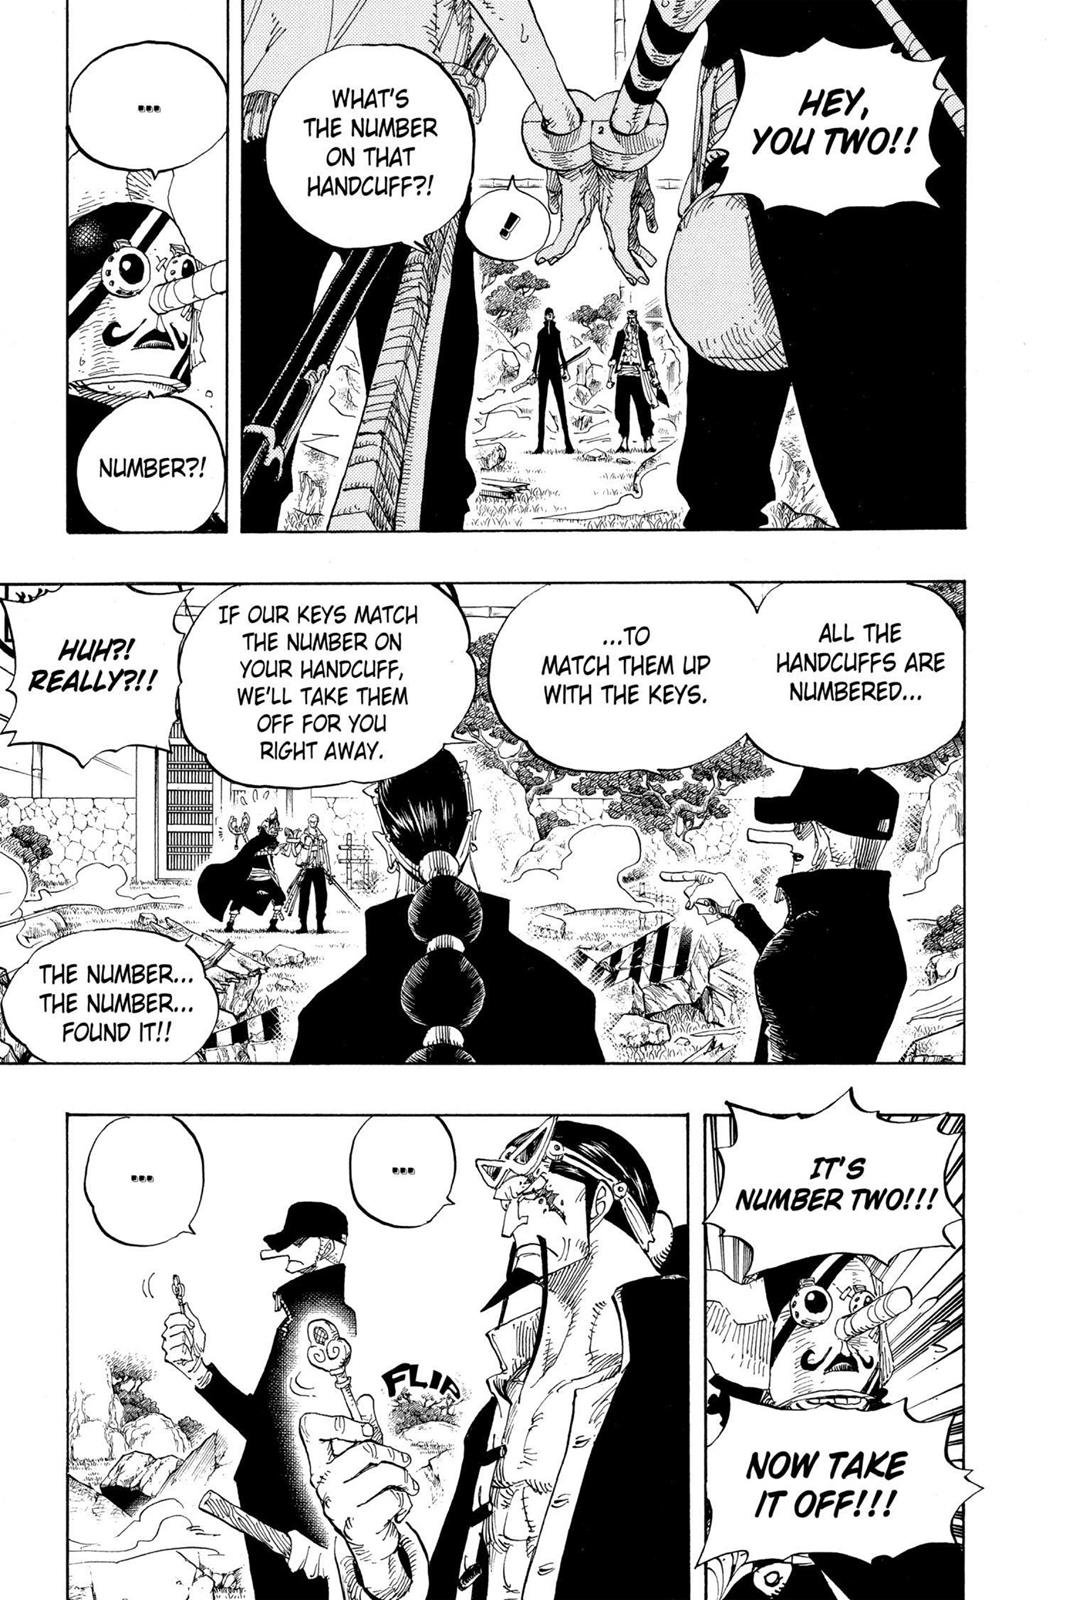 HEY,
YOU TWO!!
WHAT'S
THE NUMBER
ON THAT
HANDCUFF?!
2
!
...
NUMBER?!
ALL THE
HANDCUFFS ARE
NUMBERED...
...TO
MATCH THEM UP
WITH THE KEYS.
IF OUR KEYS MATCH
THE NUMBER ON
YOUR HANDCUFF,
WE'LL TAKE THEM
OFF FOR YOU
RIGHT AWAY.
HUH?!
REALLY?!!
THE NUMBER...
THE NUMBER...
FOUND IT!!
IT'S
NUMBER TWO!!!
NOW TAKE
IT OFF!!!
...
...
FLIP